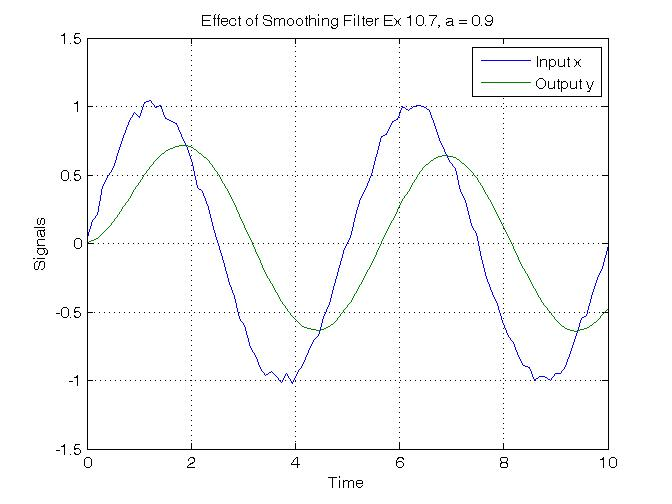 Effect of Smoothing Filter Ex 10.7, a = 0.9
1.5
Input x
Output y
1
0.5
0
-0.5
-1
-1.5
Signals
0 2 4 6 8 10
Time